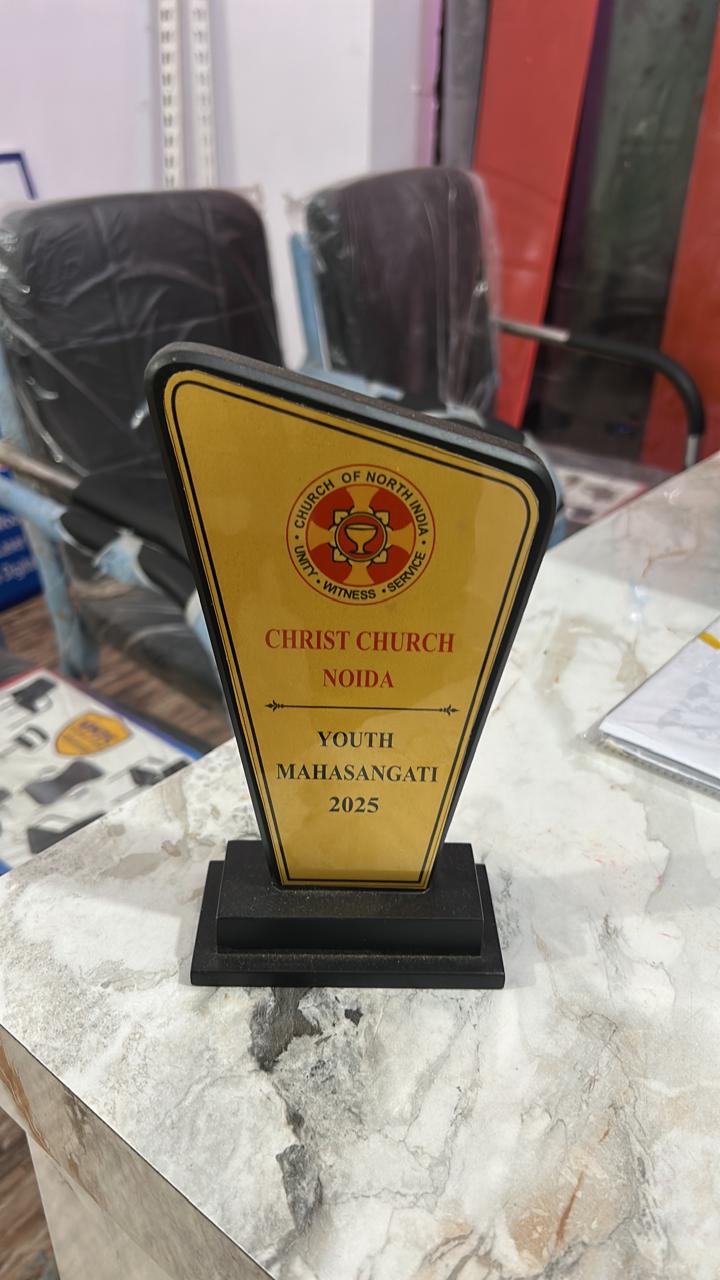 CHURCH OF NORTH INDIA
UNITY • WITNESS • SERVICE
CHRIST CHURCH
NOIDA
YOUTH
MAHASANGATI
2025